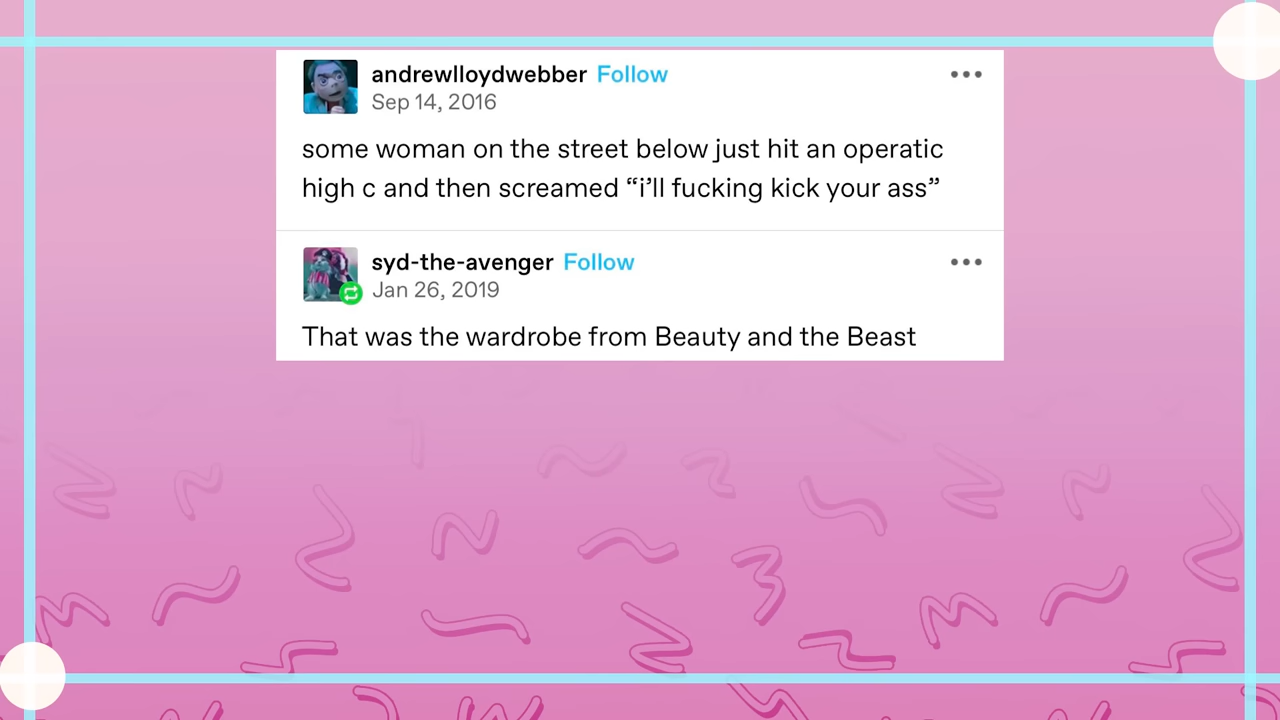 andrewlloydwebber Follow
Sep 14, 2016
some woman on the street below just hit an operatic
high c and then screamed “i’ll fucking kick your ass”
syd-the-avenger Follow
Jan 26, 2019
That was the wardrobe from Beauty and the Beast